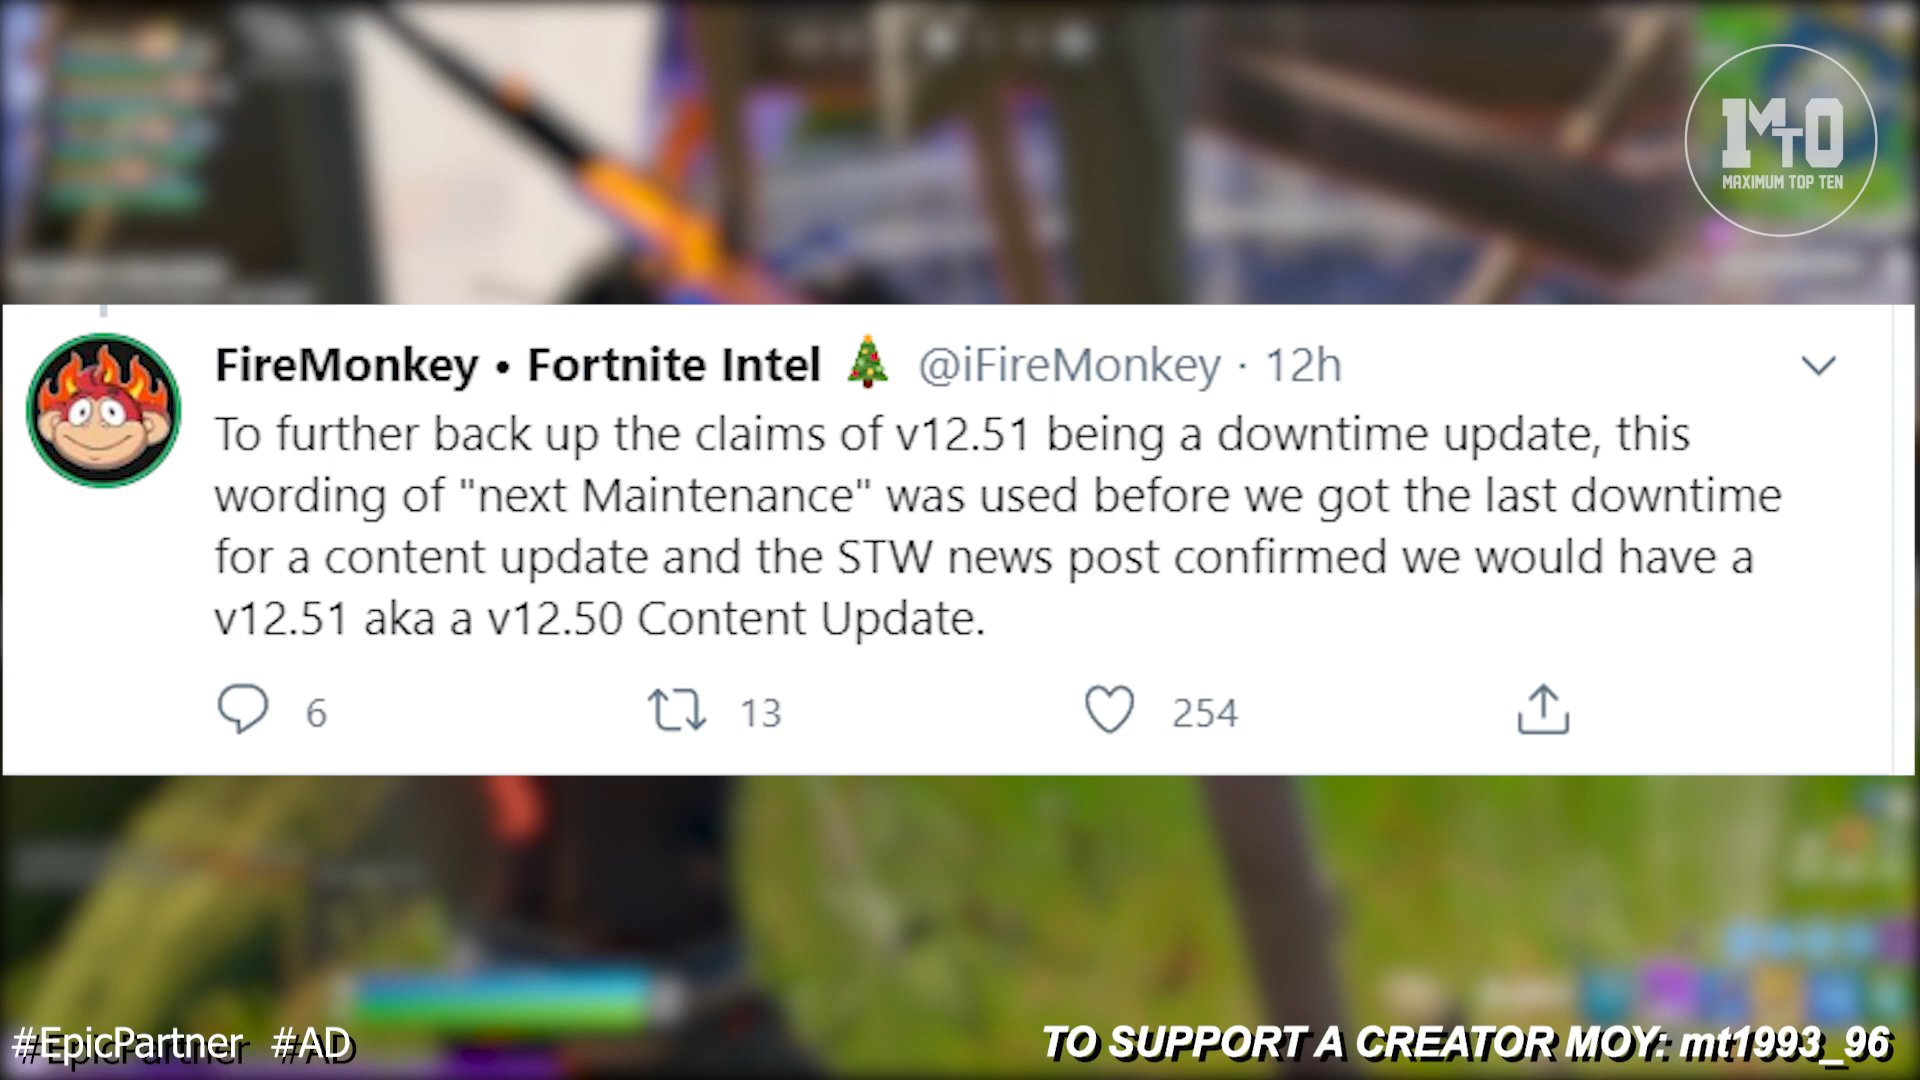 1MT0
MAXIMUM TOP TEN
FireMonkey • Fortnite Intel 🎄 @iFireMonkey · 12h
To further back up the claims of v12.51 being a downtime update, this
wording of "next Maintenance" was used before we got the last downtime
for a content update and the STW news post confirmed we would have a
v12.51 aka a v12.50 Content Update.
6 13 254
#EpicPartner #AD
TO SUPPORT A CREATOR MOY: mt1993_96